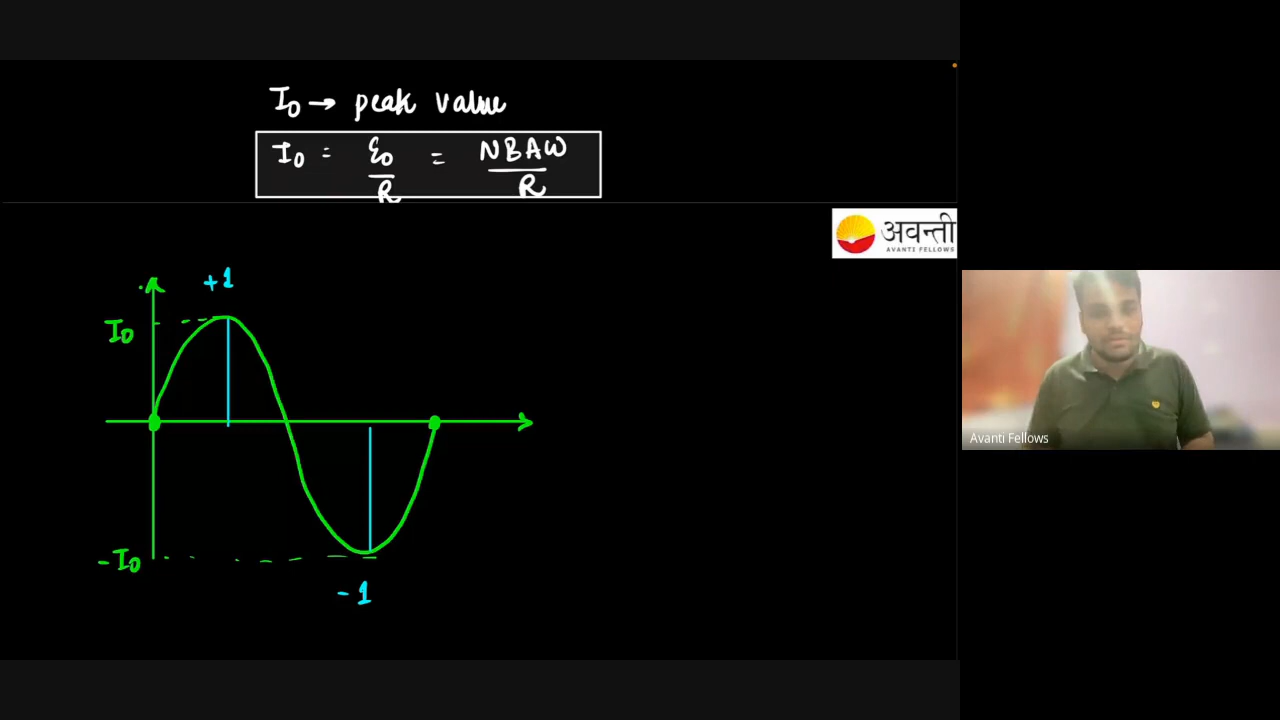 I₀ → peak value
I₀ = ε₀/R = NBAω/R
अवन्ती
AVANTI FELLOWS
+1
I₀
-I₀
-1
Avanti Fellows